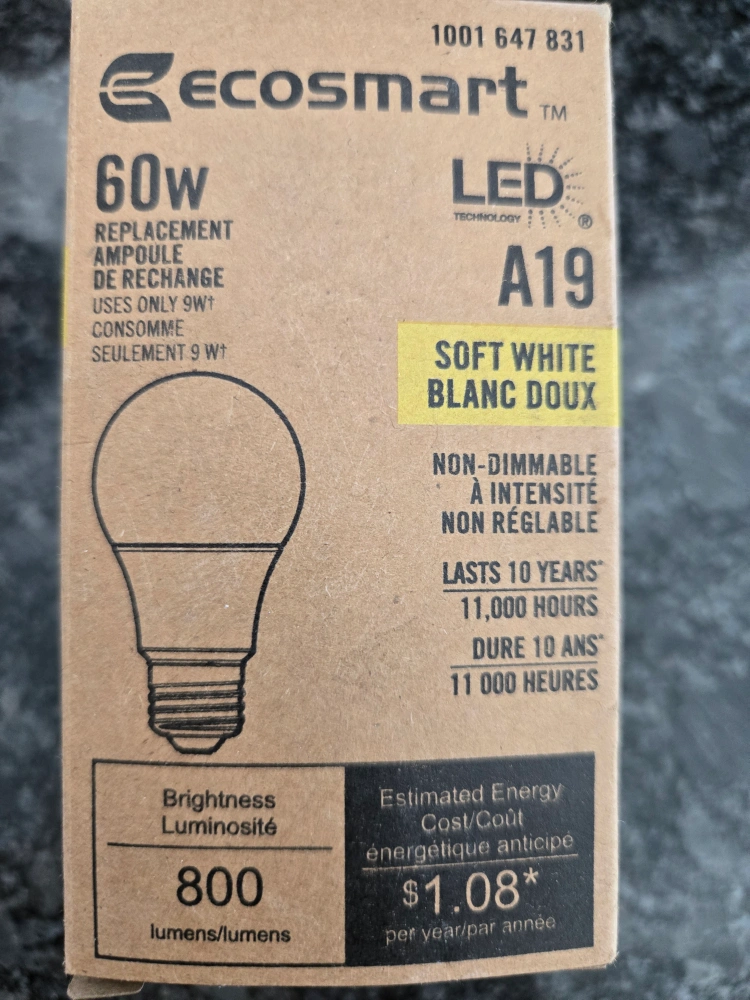 1001 647 831
ecosmart TM
60W
REPLACEMENT
AMPOULE
DE RECHANGE
USES ONLY 9W†
CONSOMME
SEULEMENT 9 W†
LED
TECHNOLOGY ®
A19
SOFT WHITE
BLANC DOUX
NON-DIMMABLE
À INTENSITÉ
NON RÉGLABLE
LASTS 10 YEARS*
11,000 HOURS
DURE 10 ANS*
11 000 HEURES
Brightness
Luminosité
800
lumens/lumens
Estimated Energy
Cost/Coût
énergétique anticipé
$1.08*
per year/par année